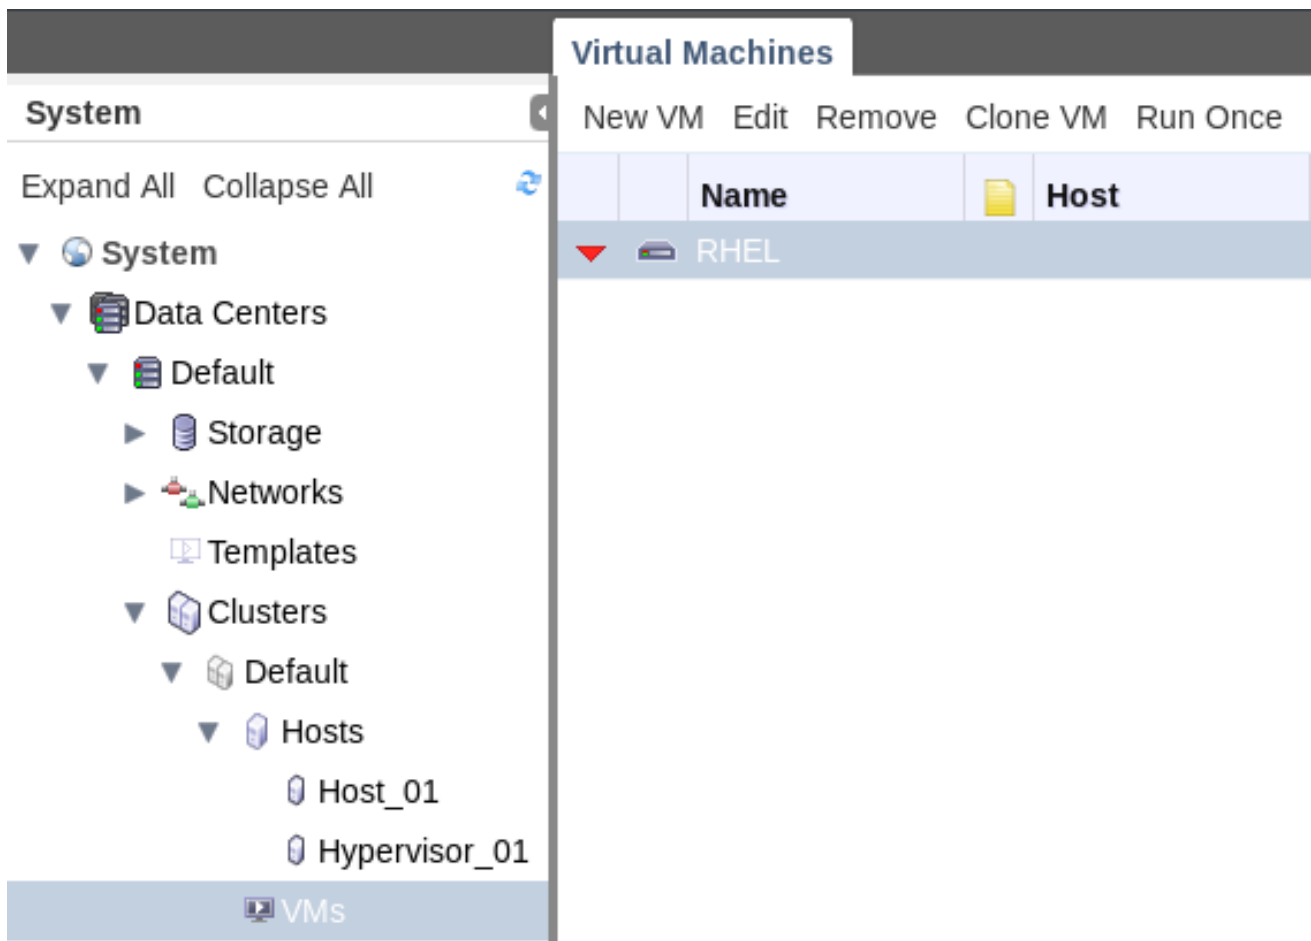 Virtual Machines
System
New VM Edit Remove Clone VM Run Once
Expand All Collapse All
Name Host
System
RHEL
Data Centers
Default
Storage
Networks
Templates
Clusters
Default
Hosts
Host_01
Hypervisor_01
VMs